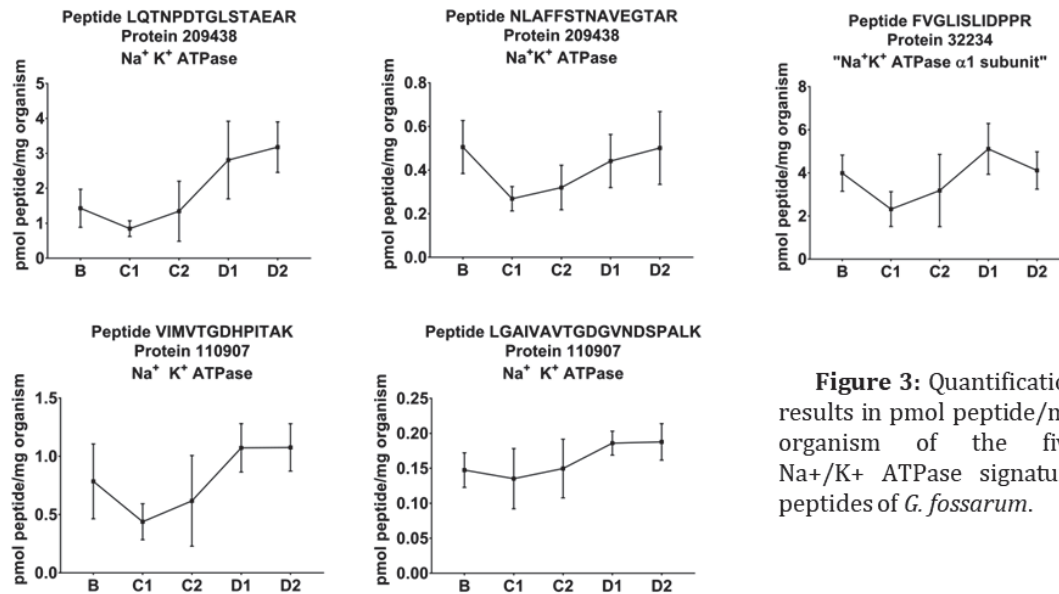 Peptide LQTNPDTGLSTAEAR
Protein 209438
Na⁺ K⁺ ATPase
pmol peptide/mg organism
5
4
3
2
1
0
B C1 C2 D1 D2
Peptide NLAFFSTNAVEGTAR
Protein 209438
Na⁺K⁺ ATPase
pmol peptide/mg organism
0.8
0.6
0.4
0.2
0.0
B C1 C2 D1 D2
Peptide FVGLISLIDPPR
Protein 32234
"Na⁺K⁺ ATPase α1 subunit"
pmol peptide/mg organism
8
6
4
2
0
B C1 C2 D1 D2
Peptide VIMVTGDHPITAK
Protein 110907
Na⁺ K⁺ ATPase
pmol peptide/mg organism
1.5
1.0
0.5
0.0
B C1 C2 D1 D2
Peptide LGAIVAVTGDGVNDSPALK
Protein 110907
Na⁺ K⁺ ATPase
pmol peptide/mg organism
0.25
0.20
0.15
0.10
0.05
0.00
B C1 C2 D1 D2
Figure 3: Quantificatio
results in pmol peptide/m
organism of the fiv
Na+/K+ ATPase signatu
peptides of G. fossarum.